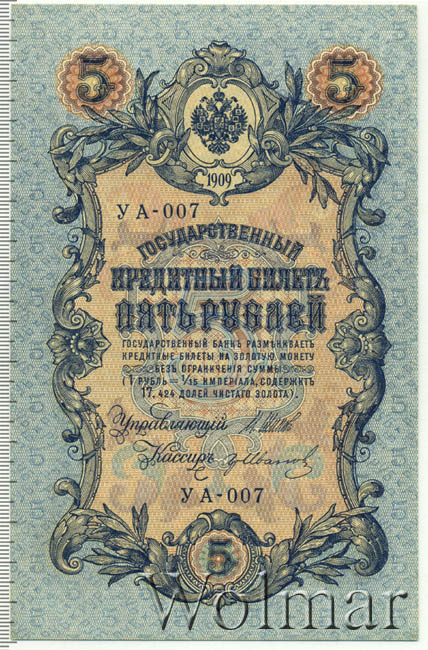 5 5
1909
УА-007
ГОСУДАРСТВЕННЫЙ
КРЕДИТНЫЙ БИЛЕТЪ
ПЯТЬ РУБЛЕЙ
ГОСУДАРСТВЕННЫЙ БАНКЪ РАЗМѢНИВАЕТЪ
КРЕДИТНЫЕ БИЛЕТЫ НА ЗОЛОТУЮ МОНЕТУ
БЕЗЪ ОГРАНИЧЕНІЯ СУММЫ
(1 РУБЛЬ = 1/15 ИМПЕРІАЛА, СОДЕРЖИТЪ
17,424 ДОЛЕЙ ЧИСТАГО ЗОЛОТА).
Управляющій
Кассиръ
УА-007
5
Wolmar